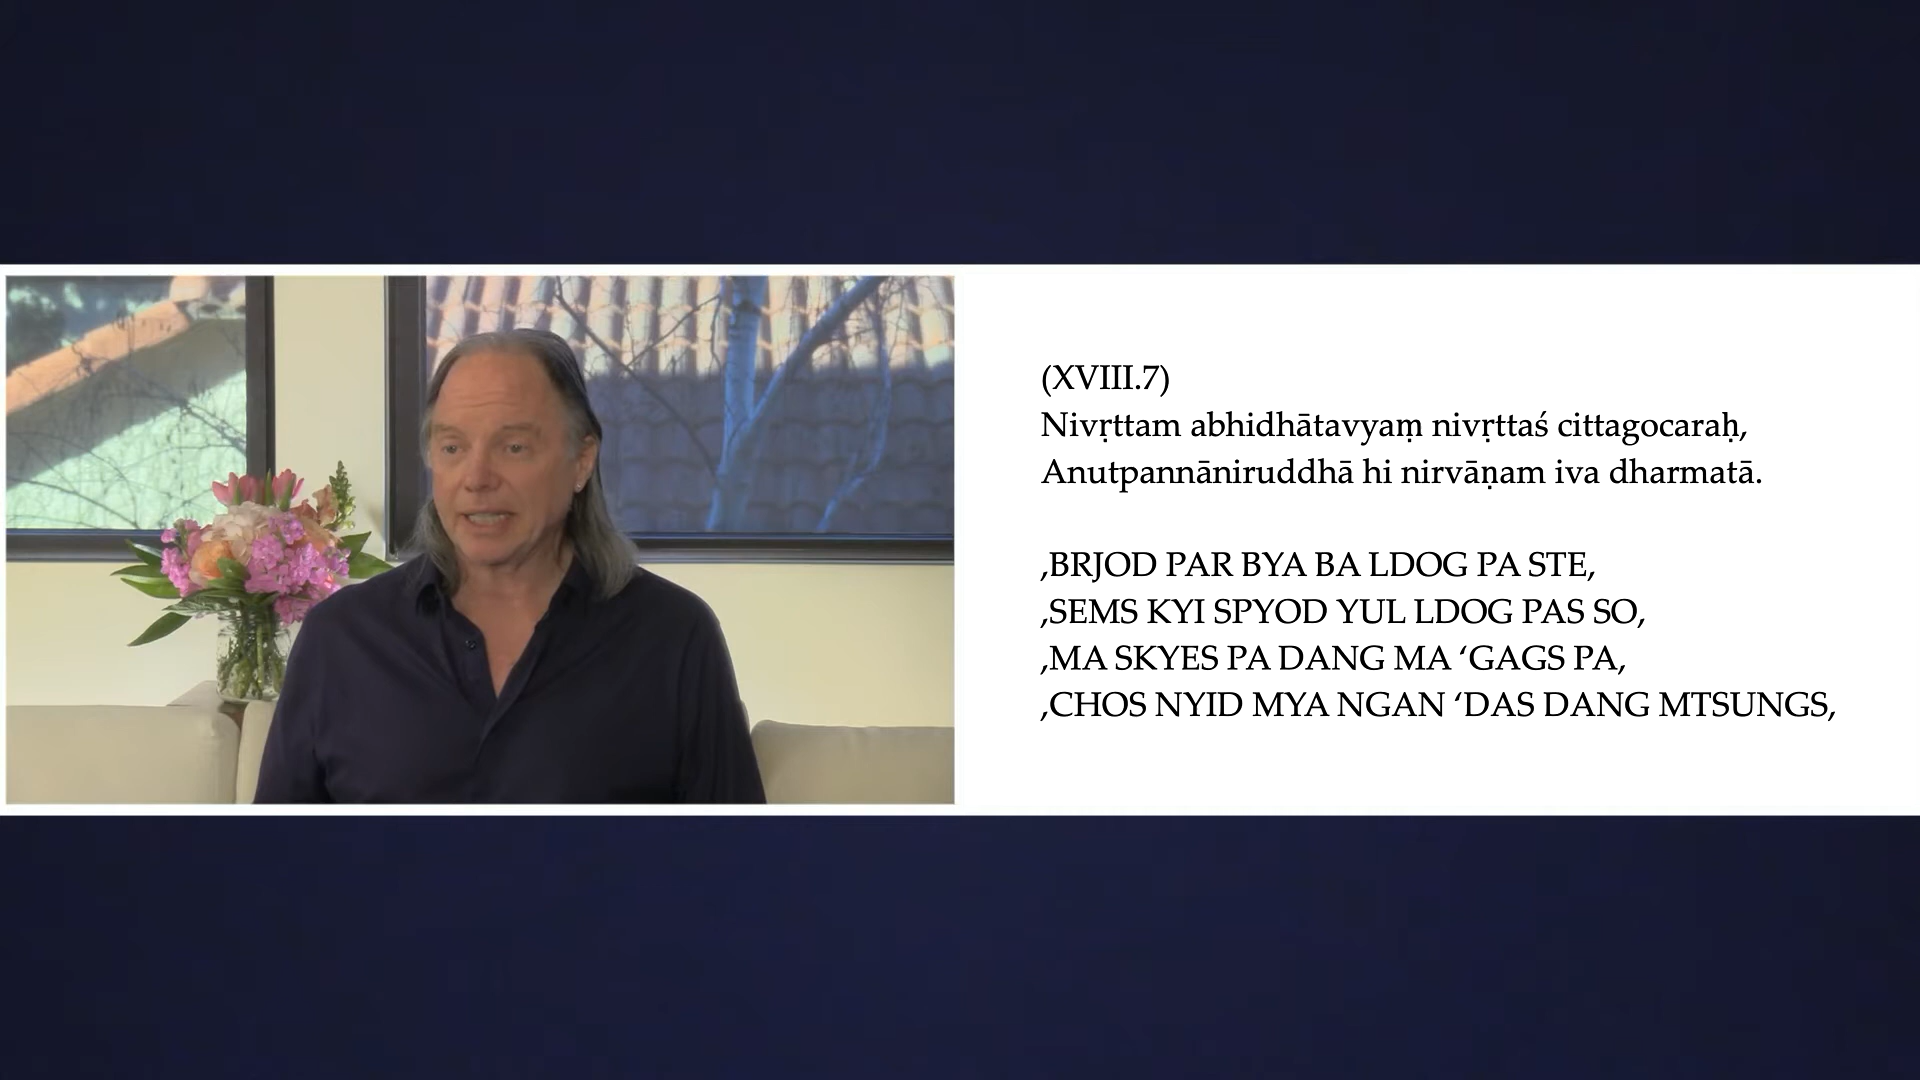 (XVIII.7)
Nivṛttam abhidhātavyaṃ nivṛttaś cittagocaraḥ,
Anutpannāniruddhā hi nirvāṇam iva dharmatā.
,BRJOD PAR BYA BA LDOG PA STE,
,SEMS KYI SPYOD YUL LDOG PAS SO,
,MA SKYES PA DANG MA ‘GAGS PA,
,CHOS NYID MYA NGAN ‘DAS DANG MTSUNGS,